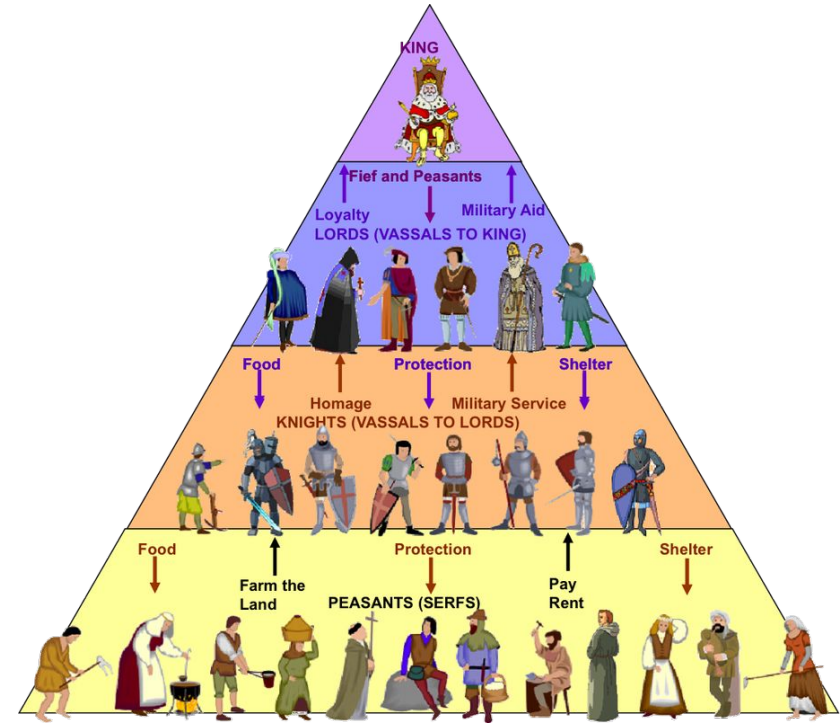 KING
Fief and Peasants
Loyalty
Military Aid
LORDS (VASSALS TO KING)
Food
Protection
Shelter
Homage
Military Service
KNIGHTS (VASSALS TO LORDS)
Food
Protection
Shelter
Farm the
Land
Pay
Rent
PEASANTS (SERFS)